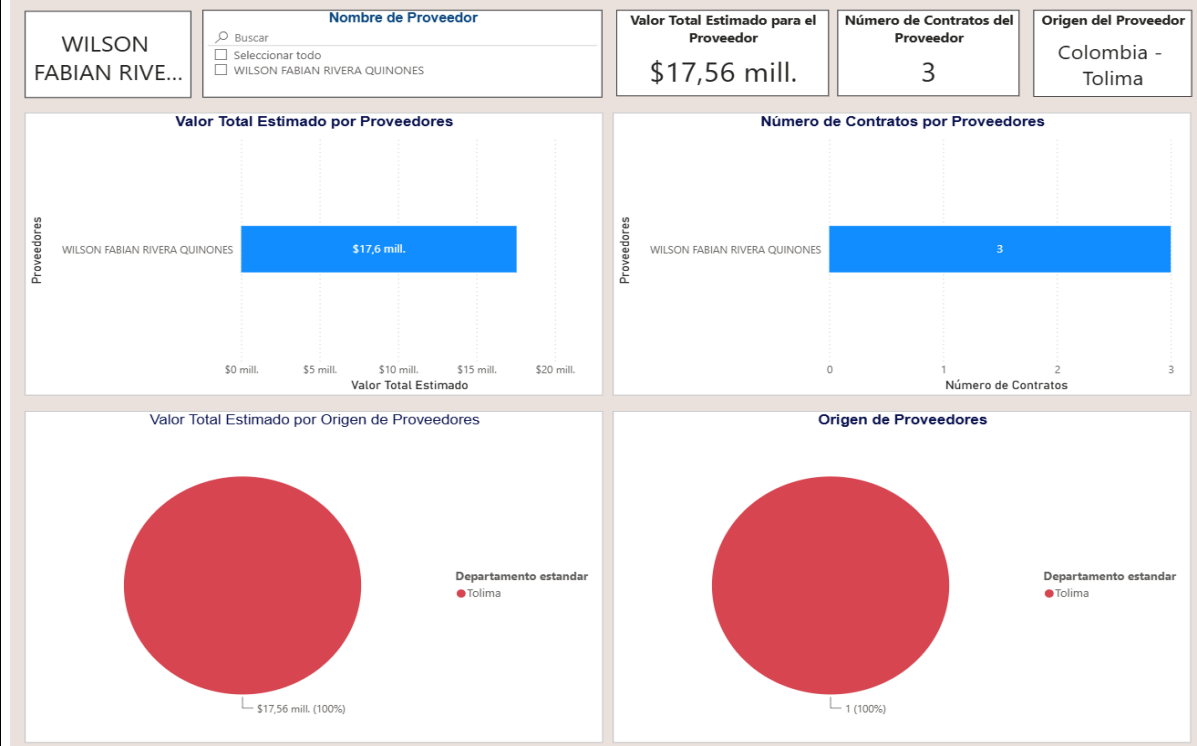 WILSON
FABIAN RIVE...
Nombre de Proveedor
Buscar
Seleccionar todo
WILSON FABIAN RIVERA QUINONES
Valor Total Estimado para el
Proveedor
$17,56 mill.
Número de Contratos del
Proveedor
3
Origen del Proveedor
Colombia -
Tolima
Valor Total Estimado por Proveedores
Proveedores
WILSON FABIAN RIVERA QUINONES
$17,6 mill.
$0 mill. $5 mill. $10 mill. $15 mill. $20 mill.
Valor Total Estimado
Número de Contratos por Proveedores
Proveedores
WILSON FABIAN RIVERA QUINONES
3
0 1 2 3
Número de Contratos
Valor Total Estimado por Origen de Proveedores
Departamento estandar
Tolima
$17,56 mill. (100%)
Origen de Proveedores
Departamento estandar
Tolima
1 (100%)